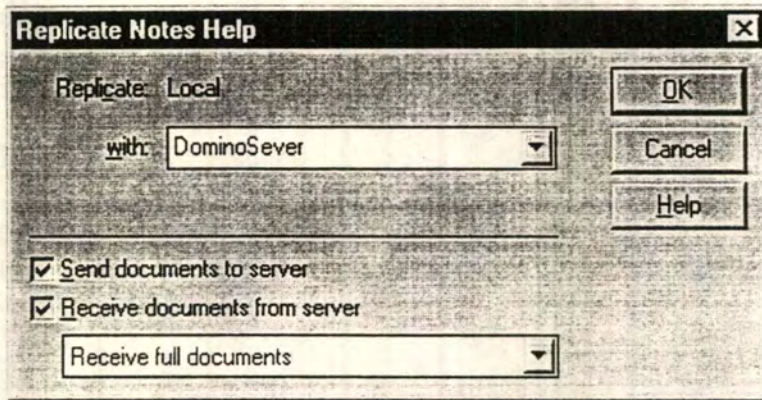 Replicate Notes Help
Replicate: Local
OK
with: DominoSever
Cancel
Help
Send documents to server
Receive documents from server
Receive full documents